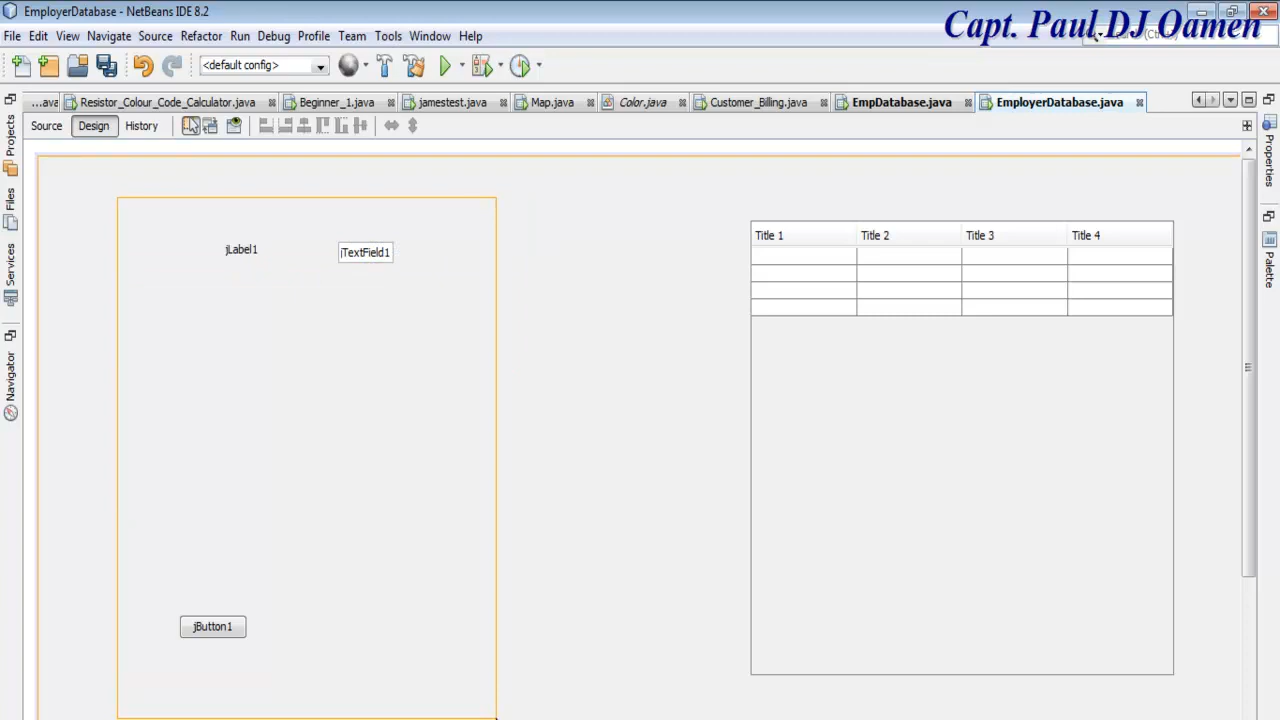 EmployerDatabase - NetBeans IDE 8.2
Capt. Paul DJ Oamen
File Edit View Navigate Source Refactor Run Debug Profile Team Tools Window Help
<default config>
...ava Resistor_Colour_Code_Calculator.java Beginner_1.java jamestest.java Map.java Color.java Customer_Billing.java EmpDatabase.java EmployerDatabase.java
Source Design History
Projects
Files
Services
Navigator
Properties
Palette
jLabel1 jTextField1
Title 1 Title 2 Title 3 Title 4
jButton1